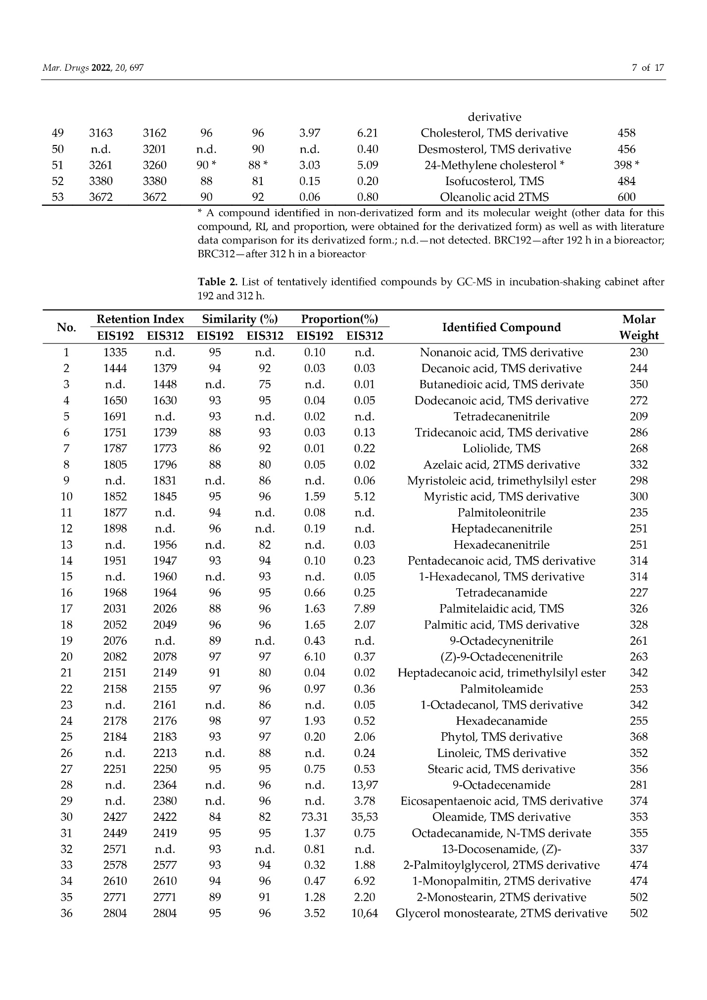 Mar. Drugs 2022, 20, 697 7 of 17
derivative
49 3163 3162 96 96 3.97 6.21 Cholesterol, TMS derivative 458
50 n.d. 3201 n.d. 90 n.d. 0.40 Desmosterol, TMS derivative 456
51 3261 3260 90 * 88 * 3.03 5.09 24-Methylene cholesterol * 398 *
52 3380 3380 88 81 0.15 0.20 Isofucosterol, TMS 484
53 3672 3672 90 92 0.06 0.80 Oleanolic acid 2TMS 600
* A compound identified in non-derivatized form and its molecular weight (other data for this
compound, RI, and proportion, were obtained for the derivatized form) as well as with literature
data comparison for its derivatized form.; n.d.—not detected. BRC192—after 192 h in a bioreactor;
BRC312—after 312 h in a bioreactor.
Table 2. List of tentatively identified compounds by GC-MS in incubation-shaking cabinet after
192 and 312 h.
No. Retention Index Similarity (%) Proportion(%) Identified Compound Molar Weight
EIS192 EIS312 EIS192 EIS312 EIS192 EIS312
1 1335 n.d. 95 n.d. 0.10 n.d. Nonanoic acid, TMS derivative 230
2 1444 1379 94 92 0.03 0.03 Decanoic acid, TMS derivative 244
3 n.d. 1448 n.d. 75 n.d. 0.01 Butanedioic acid, TMS derivate 350
4 1650 1630 93 95 0.04 0.05 Dodecanoic acid, TMS derivative 272
5 1691 n.d. 93 n.d. 0.02 n.d. Tetradecanenitrile 209
6 1751 1739 88 93 0.03 0.13 Tridecanoic acid, TMS derivative 286
7 1787 1773 86 92 0.01 0.22 Loliolide, TMS 268
8 1805 1796 88 80 0.05 0.02 Azelaic acid, 2TMS derivative 332
9 n.d. 1831 n.d. 86 n.d. 0.06 Myristoleic acid, trimethylsilyl ester 298
10 1852 1845 95 96 1.59 5.12 Myristic acid, TMS derivative 300
11 1877 n.d. 94 n.d. 0.08 n.d. Palmitoleonitrile 235
12 1898 n.d. 96 n.d. 0.19 n.d. Heptadecanenitrile 251
13 n.d. 1956 n.d. 82 n.d. 0.03 Hexadecanenitrile 251
14 1951 1947 93 94 0.10 0.23 Pentadecanoic acid, TMS derivative 314
15 n.d. 1960 n.d. 93 n.d. 0.05 1-Hexadecanol, TMS derivative 314
16 1968 1964 96 95 0.66 0.25 Tetradecanamide 227
17 2031 2026 88 96 1.63 7.89 Palmitelaidic acid, TMS 326
18 2052 2049 96 96 1.65 2.07 Palmitic acid, TMS derivative 328
19 2076 n.d. 89 n.d. 0.43 n.d. 9-Octadecynenitrile 261
20 2082 2078 97 97 6.10 0.37 (Z)-9-Octadecenenitrile 263
21 2151 2149 91 80 0.04 0.02 Heptadecanoic acid, trimethylsilyl ester 342
22 2158 2155 97 96 0.97 0.36 Palmitoleamide 253
23 n.d. 2161 n.d. 86 n.d. 0.05 1-Octadecanol, TMS derivative 342
24 2178 2176 98 97 1.93 0.52 Hexadecanamide 255
25 2184 2183 93 97 0.20 2.06 Phytol, TMS derivative 368
26 n.d. 2213 n.d. 88 n.d. 0.24 Linoleic, TMS derivative 352
27 2251 2250 95 95 0.75 0.53 Stearic acid, TMS derivative 356
28 n.d. 2364 n.d. 96 n.d. 13,97 9-Octadecenamide 281
29 n.d. 2380 n.d. 96 n.d. 3.78 Eicosapentaenoic acid, TMS derivative 374
30 2427 2422 84 82 73.31 35,53 Oleamide, TMS derivative 353
31 2449 2419 95 95 1.37 0.75 Octadecanamide, N-TMS derivate 355
32 2571 n.d. 93 n.d. 0.81 n.d. 13-Docosenamide, (Z)- 337
33 2578 2577 93 94 0.32 1.88 2-Palmitoylglycerol, 2TMS derivative 474
34 2610 2610 94 96 0.47 6.92 1-Monopalmitin, 2TMS derivative 474
35 2771 2771 89 91 1.28 2.20 2-Monostearin, 2TMS derivative 502
36 2804 2804 95 96 3.52 10,64 Glycerol monostearate, 2TMS derivative 502